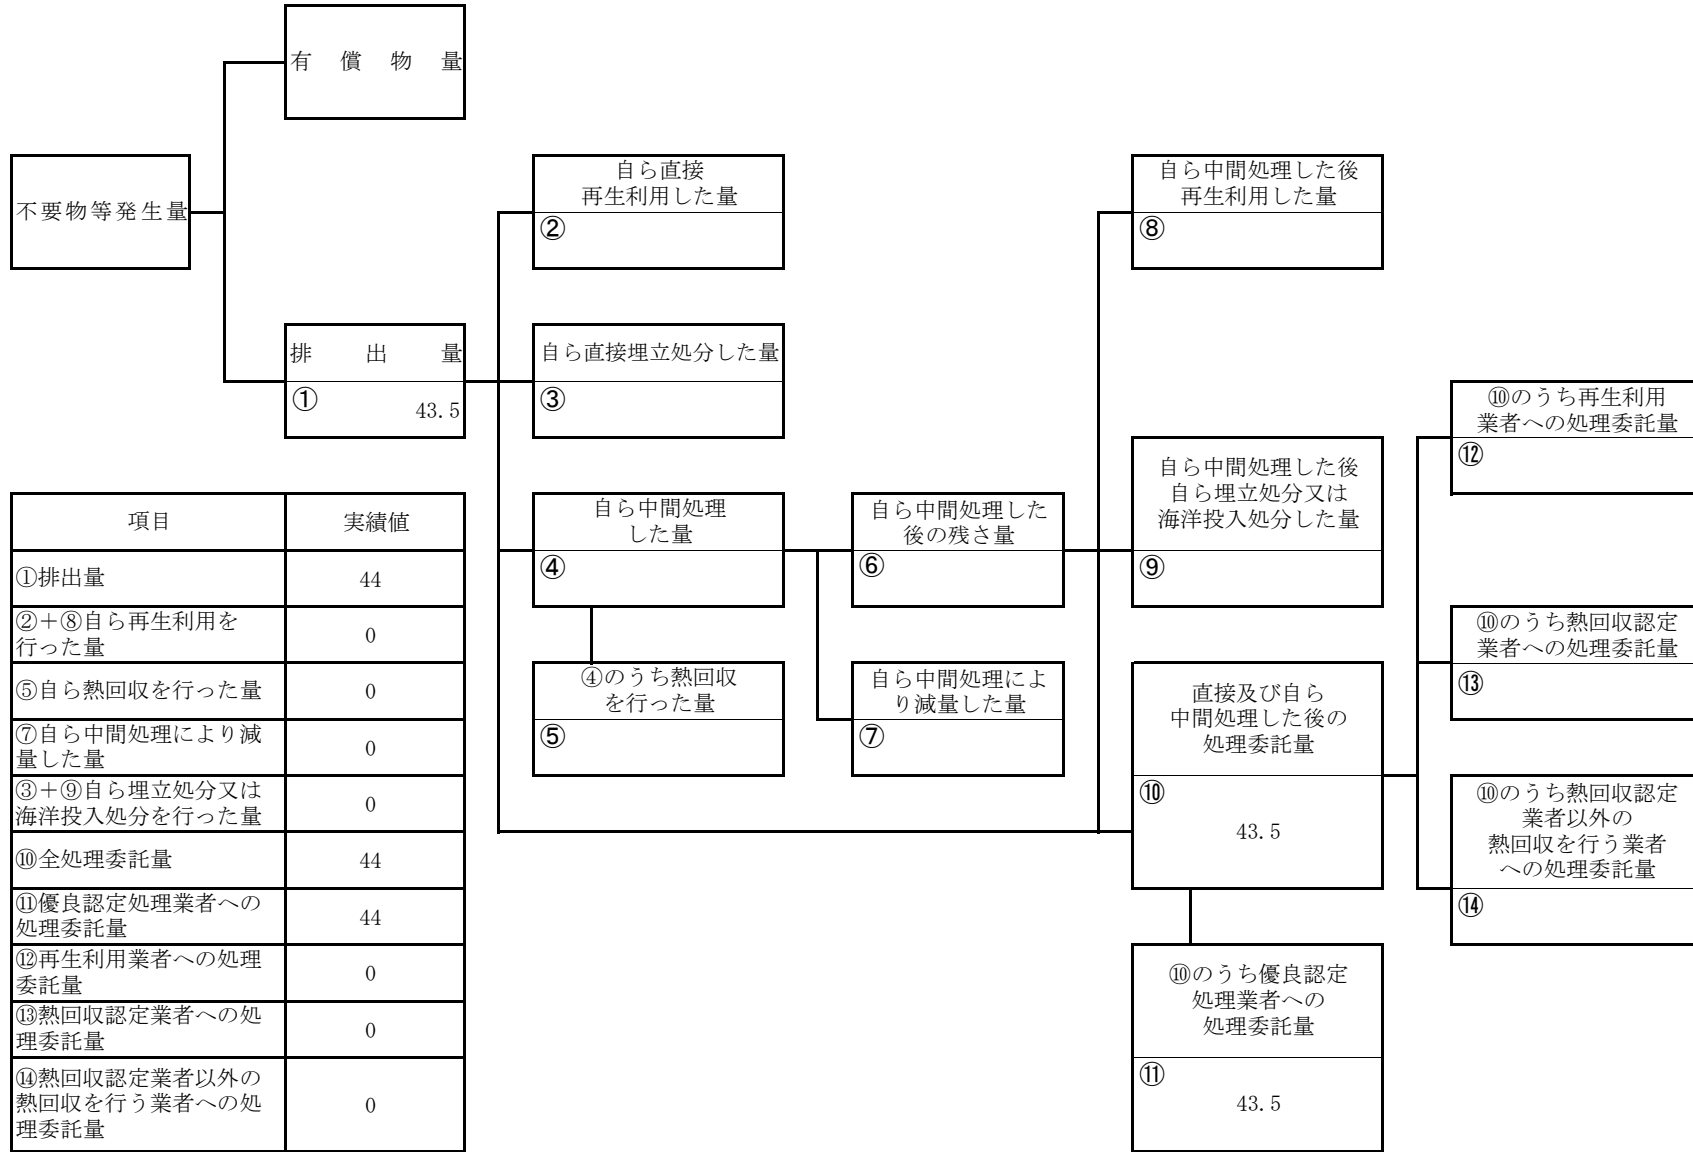 有償物量
不要物等発生量
自ら直接
再生利用した量
②
自ら中間処理した後
再生利用した量
⑧
排出量
①
43.5
自ら直接埋立処分した量
③
⑩のうち再生利用
業者への処理委託量
⑫
自ら中間処理
した量
④
自ら中間処理した
後の残さ量
⑥
自ら中間処理した後
自ら埋立処分又は
海洋投入処分した量
⑨
⑩のうち熱回収認定
業者への処理委託量
⑬
④のうち熱回収
を行った量
⑤
自ら中間処理によ
り減量した量
⑦
直接及び自ら
中間処理した後の
処理委託量
⑩
43.5
⑩のうち熱回収認定
業者以外の
熱回収を行う業者
への処理委託量
⑭
⑩のうち優良認定
処理業者への
処理委託量
⑪
43.5
項目 実績値
①排出量 44
②＋⑧自ら再生利用を
行った量 0
⑤自ら熱回収を行った量 0
⑦自ら中間処理により減
量した量 0
③＋⑨自ら埋立処分又は
海洋投入処分を行った量 0
⑩全処理委託量 44
⑪優良認定処理業者への
処理委託量 44
⑫再生利用業者への処理
委託量 0
⑬熱回収認定業者への処
理委託量 0
⑭熱回収認定業者以外の
熱回収を行う業者への処 0
理委託量